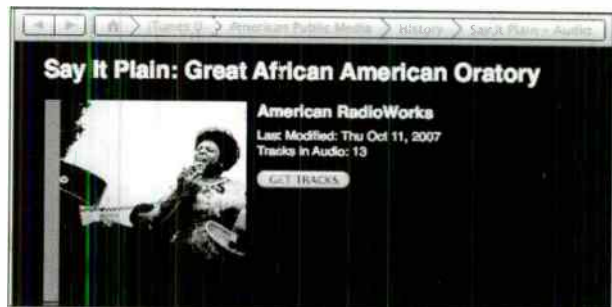 iTunes U > American Public Media > History > Say It Plain - Audio
Say It Plain: Great African American Oratory
American RadioWorks
Last Modified: Thu Oct 11, 2007
Tracks in Audio: 13
GET TRACKS